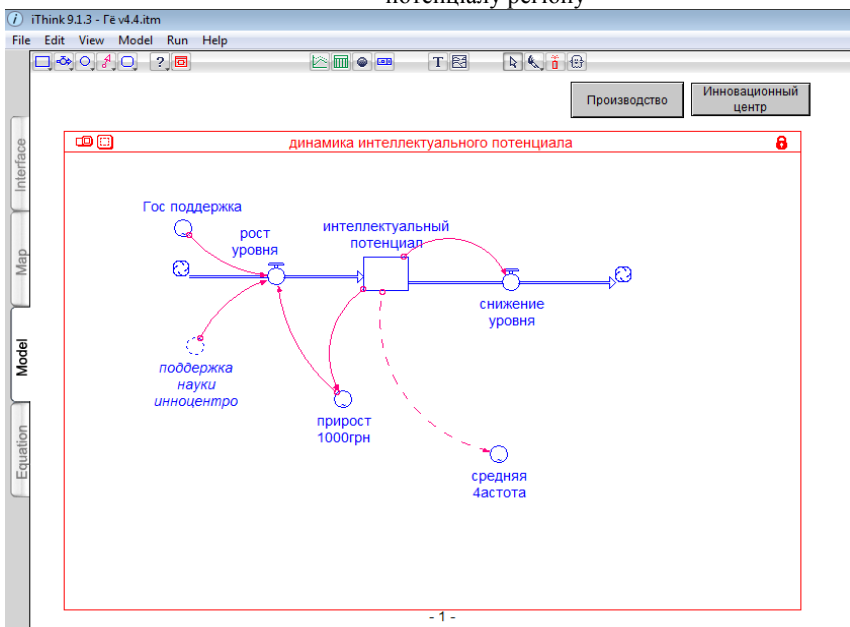 потенціалу регіону
iThink 9.1.3 - Гё v4.4.itm
File Edit View Model Run Help
Производство
Инновационный
центр
Interface
Map
Model
Equation
динамика интеллектуального потенциала
Гос поддержка
рост
уровня
интеллектуальный
потенциал
снижение
уровня
поддержка
науки
инноцентро
прирост
1000грн
средняя
4астота
- 1 -